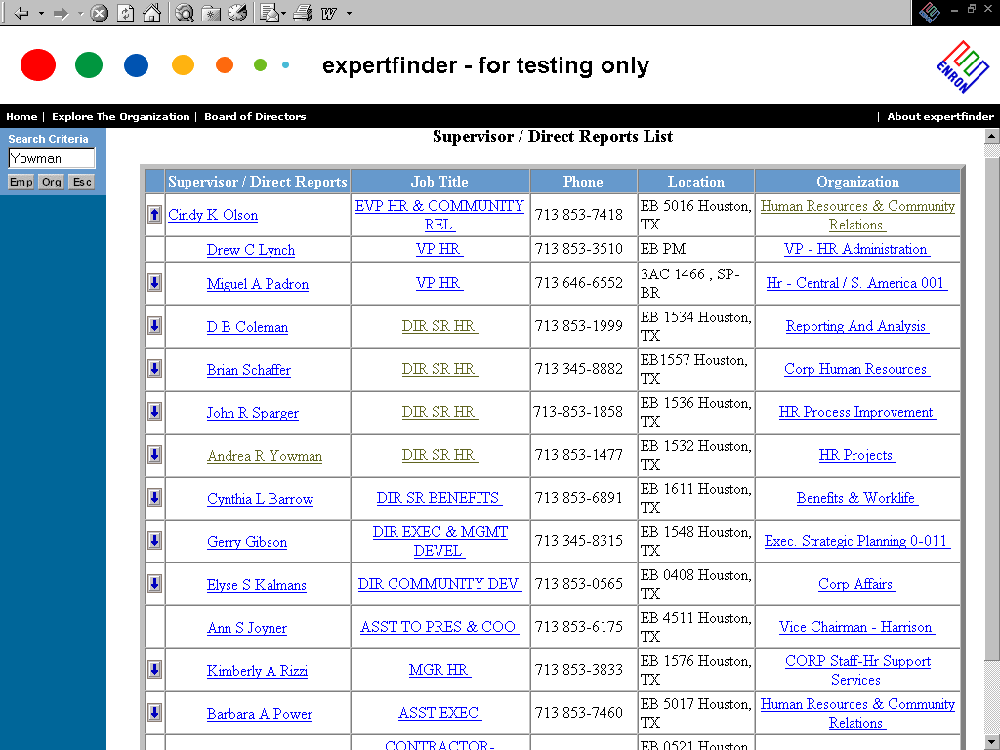 expertfinder - for testing only
ENRON
Home | Explore The Organization | Board of Directors | | About expertfinder
Search Criteria
Yowman
Emp Org Esc
Supervisor / Direct Reports List
Supervisor / Direct Reports Job Title Phone Location Organization
Cindy K Olson EVP HR & COMMUNITY REL 713 853-7418 EB 5016 Houston, TX Human Resources & Community Relations
Drew C Lynch VP HR 713 853-3510 EB PM VP - HR Administration
Miguel A Padron VP HR 713 646-6552 3AC 1466 , SP-BR Hr - Central / S. America 001
D B Coleman DIR SR HR 713 853-1999 EB 1534 Houston, TX Reporting And Analysis
Brian Schaffer DIR SR HR 713 345-8882 EB1557 Houston, TX Corp Human Resources
John R Sparger DIR SR HR 713-853-1858 EB 1536 Houston, TX HR Process Improvement
Andrea R Yowman DIR SR HR 713 853-1477 EB 1532 Houston, TX HR Projects
Cynthia L Barrow DIR SR BENEFITS 713 853-6891 EB 1611 Houston, TX Benefits & Worklife
Gerry Gibson DIR EXEC & MGMT DEVEL 713 345-8315 EB 1548 Houston, TX Exec. Strategic Planning 0-011
Elyse S Kalmans DIR COMMUNITY DEV 713 853-0565 EB 0408 Houston, TX Corp Affairs
Ann S Joyner ASST TO PRES & COO 713 853-6175 EB 4511 Houston, TX Vice Chairman - Harrison
Kimberly A Rizzi MGR HR 713 853-3833 EB 1576 Houston, TX CORP Staff-Hr Support Services
Barbara A Power ASST EXEC 713 853-7460 EB 5017 Houston, TX Human Resources & Community Relations
CONTRACTOR- EB 0521 Houston,